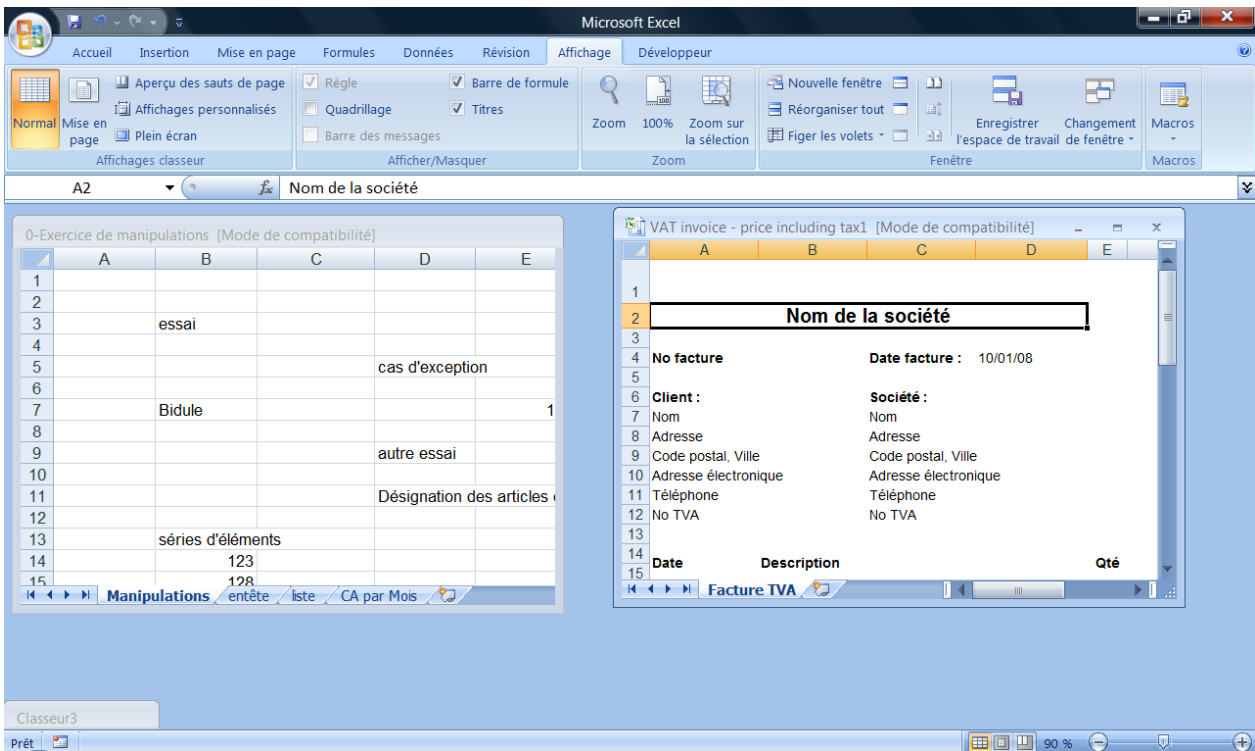 Microsoft Excel
Accueil Insertion Mise en page Formules Données Révision Affichage Développeur
Normal
Mise en page
Aperçu des sauts de page
Affichages personnalisés
Plein écran
Affichages classeur
Règle
Quadrillage
Barre des messages
Barre de formule
Titres
Afficher/Masquer
Zoom
100%
Zoom sur la sélection
Zoom
Nouvelle fenêtre
Réorganiser tout
Figer les volets
Enregistrer l'espace de travail
Changement de fenêtre
Fenêtre
Macros
Macros
A2 fx Nom de la société
0-Exercice de manipulations [Mode de compatibilité]
A B C D E
1
2
3 essai
4
5 cas d'exception
6
7 Bidule 1
8
9 autre essai
10
11 Désignation des articles
12
13 séries d'éléments
14 123
15 128
Manipulations entête liste CA par Mois
VAT invoice - price including tax1 [Mode de compatibilité]
A B C D E
1
2 Nom de la société
3
4 No facture Date facture : 10/01/08
5
6 Client : Société :
7 Nom Nom
8 Adresse Adresse
9 Code postal, Ville Code postal, Ville
10 Adresse électronique Adresse électronique
11 Téléphone Téléphone
12 No TVA No TVA
13
14 Date Description Qté
15
Facture TVA
Classeur3
Prêt 90 %